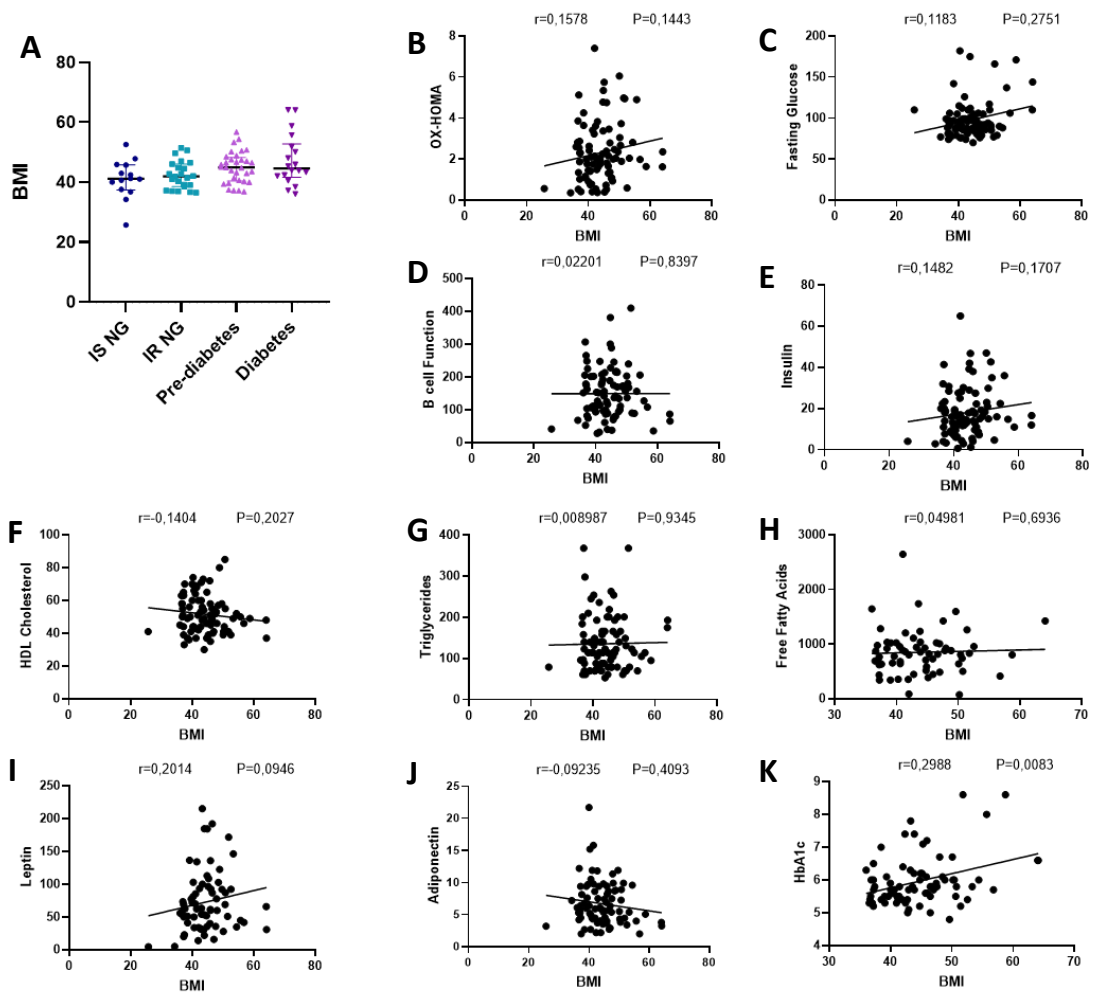 A
BMI
80
60
40
20
0
IS NG
IR NG
Pre-diabetes
Diabetes
B
r=0,1578 P=0,1443
OX-HOMA
8
6
4
2
0
0 20 40 60 80
BMI
C
r=0,1183 P=0,2751
Fasting Glucose
200
150
100
50
0
0 20 40 60 80
BMI
D
r=0,02201 P=0,8397
B cell Function
500
400
300
200
100
0
0 20 40 60 80
BMI
E
r=0,1482 P=0,1707
Insulin
80
60
40
20
0
0 20 40 60 80
BMI
F
r=-0,1404 P=0,2027
HDL Cholesterol
100
80
60
40
20
0
0 20 40 60 80
BMI
G
r=0,008987 P=0,9345
Triglycerides
400
300
200
100
0
0 20 40 60 80
BMI
H
r=0,04981 P=0,6936
Free Fatty Acids
3000
2000
1000
0
30 40 50 60 70
BMI
I
r=0,2014 P=0,0946
Leptin
250
200
150
100
50
0
0 20 40 60 80
BMI
J
r=-0,09235 P=0,4093
Adiponectin
25
20
15
10
5
0
0 20 40 60 80
BMI
K
r=0,2988 P=0,0083
HbA1c
9
8
7
6
5
4
30 40 50 60 70
BMI